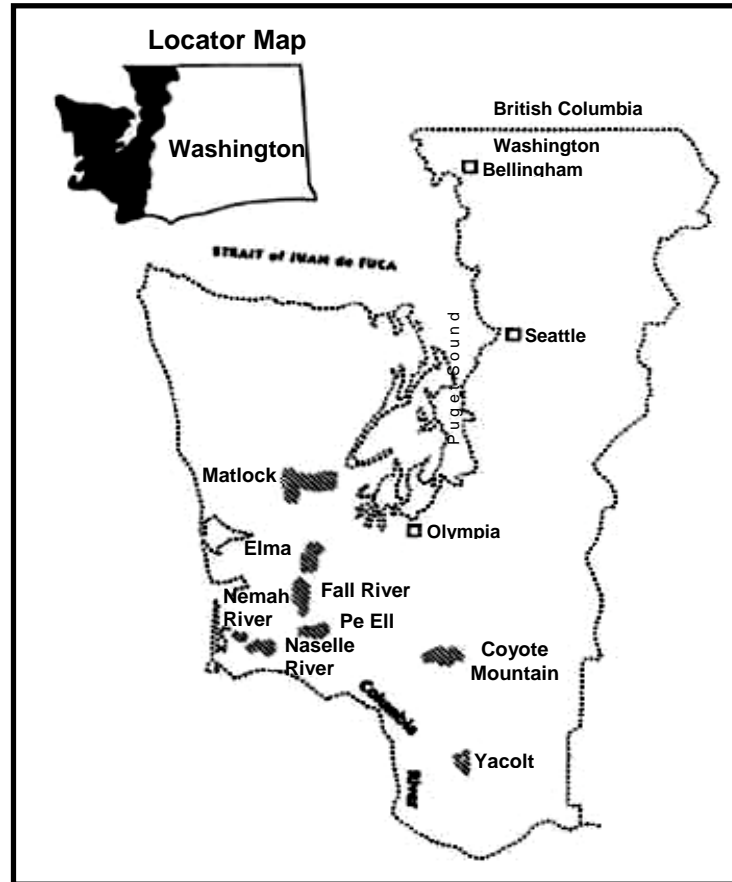 Locator Map
Washington
British Columbia
Washington
Bellingham
STRAIT of JUAN de FUCA
Puget Sound
Seattle
Matlock
Olympia
Elma
Fall River
Nemah
River
Pe Ell
Naselle
River
Coyote
Mountain
Columbia
River
Yacolt